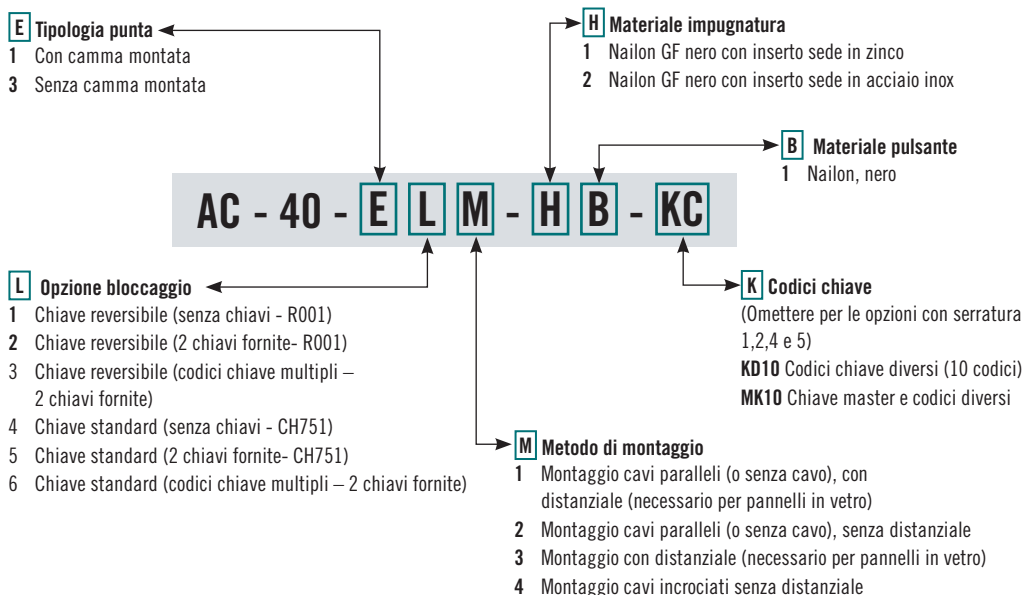 E Tipologia punta
1 Con camma montata
3 Senza camma montata
H Materiale impugnatura
1 Nailon GF nero con inserto sede in zinco
2 Nailon GF nero con inserto sede in acciaio inox
B Materiale pulsante
1 Nailon, nero
AC - 40 - E L M - H B - KC
L Opzione bloccaggio
1 Chiave reversibile (senza chiavi - R001)
2 Chiave reversibile (2 chiavi fornite- R001)
3 Chiave reversibile (codici chiave multipli –
2 chiavi fornite)
4 Chiave standard (senza chiavi - CH751)
5 Chiave standard (2 chiavi fornite- CH751)
6 Chiave standard (codici chiave multipli – 2 chiavi fornite)
K Codici chiave
(Omettere per le opzioni con serratura
1,2,4 e 5)
KD10 Codici chiave diversi (10 codici)
MK10 Chiave master e codici diversi
M Metodo di montaggio
1 Montaggio cavi paralleli (o senza cavo), con
distanziale (necessario per pannelli in vetro)
2 Montaggio cavi paralleli (o senza cavo), senza distanziale
3 Montaggio con distanziale (necessario per pannelli in vetro)
4 Montaggio cavi incrociati senza distanziale